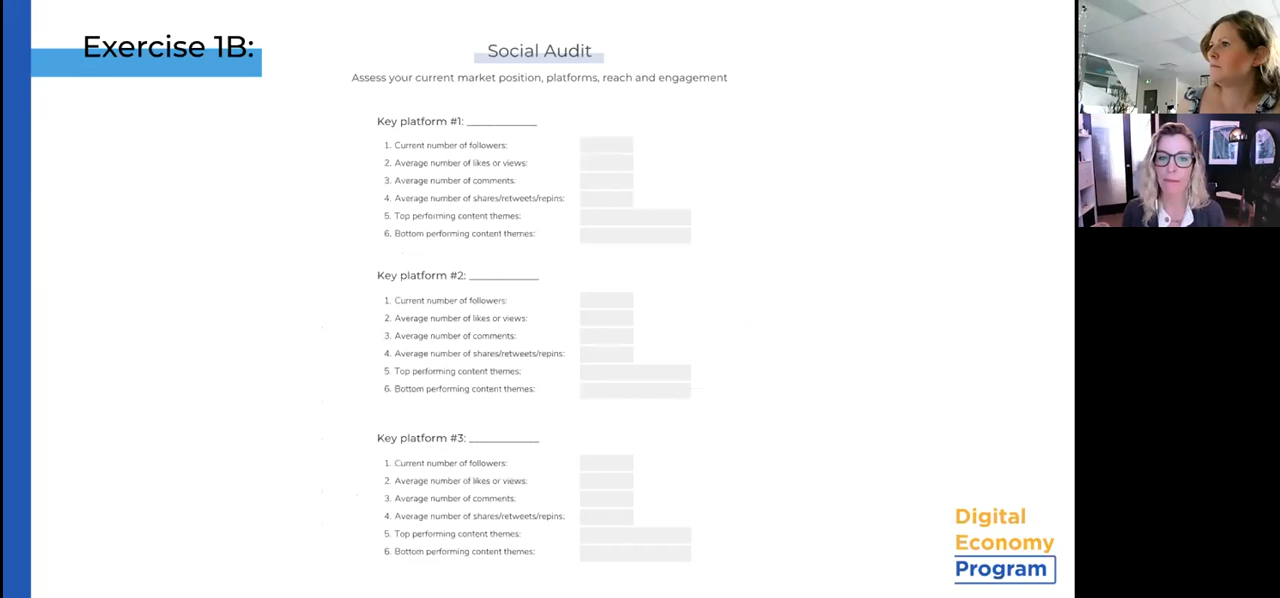 Exercise 1B:
Social Audit
Assess your current market position, platforms, reach and engagement
Key platform #1: ___________
1. Current number of followers:
2. Average number of likes or views:
3. Average number of comments:
4. Average number of shares/retweets/repins:
5. Top performing content themes:
6. Bottom performing content themes:
Key platform #2: ___________
1. Current number of followers:
2. Average number of likes or views:
3. Average number of comments:
4. Average number of shares/retweets/repins:
5. Top performing content themes:
6. Bottom performing content themes:
Key platform #3: ___________
1. Current number of followers:
2. Average number of likes or views:
3. Average number of comments:
4. Average number of shares/retweets/repins:
5. Top performing content themes:
6. Bottom performing content themes:
Digital
Economy
Program